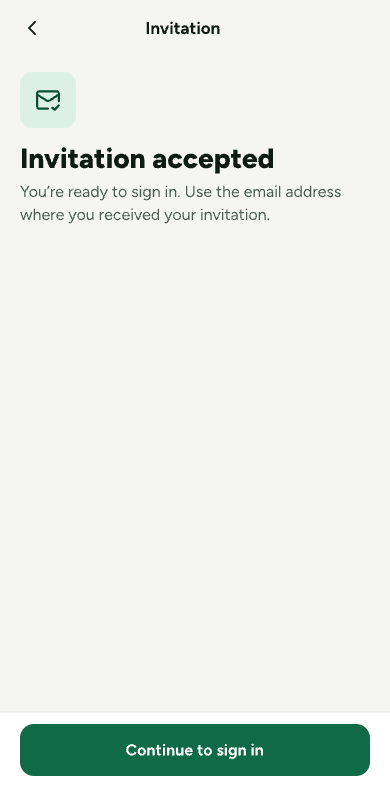 Invitation
Invitation accepted
You’re ready to sign in. Use the email address
where you received your invitation.
Continue to sign in